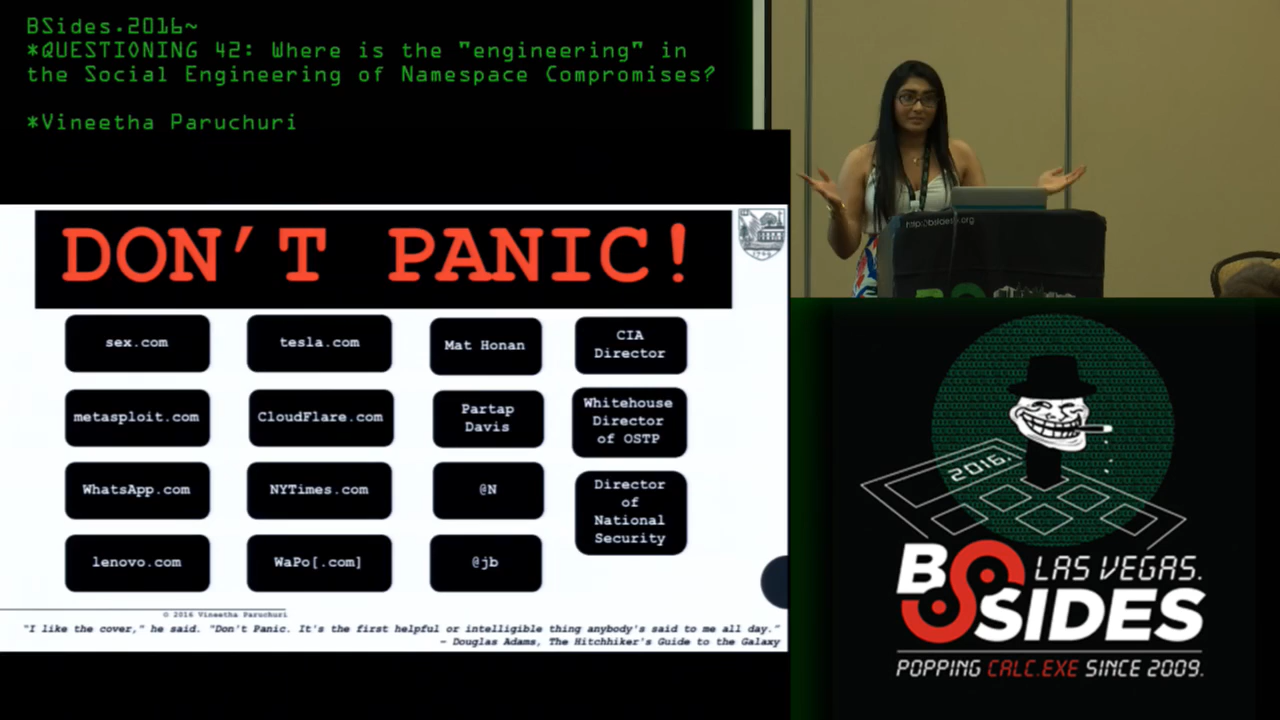 BSides.2016~
*QUESTIONING 42: Where is the "engineering" in
the Social Engineering of Namespace Compromises?
*Vineetha Paruchuri
DON'T PANIC!
sex.com
tesla.com
Mat Honan
CIA
Director
metasploit.com
CloudFlare.com
Partap
Davis
Whitehouse
Director
of OSTP
WhatsApp.com
NYTimes.com
@N
Director
of
National
Security
lenovo.com
WaPo[.com]
@jb
© 2016 Vineetha Paruchuri
"I like the cover," he said. "Don't Panic. It's the first helpful or intelligible thing anybody's said to me all day."
– Douglas Adams, The Hitchhiker's Guide to the Galaxy
2016.
BSIDES
LAS VEGAS.
POPPING CALC.EXE SINCE 2009.